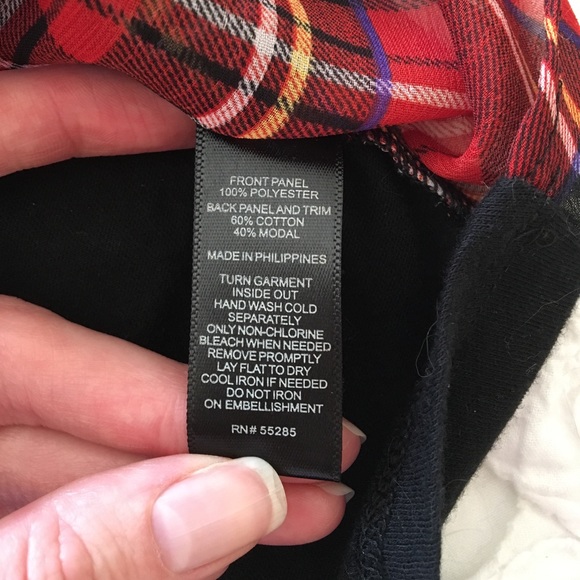 FRONT PANEL
100% POLYESTER
BACK PANEL AND TRIM
60% COTTON
40% MODAL
MADE IN PHILIPPINES
TURN GARMENT
INSIDE OUT
HAND WASH COLD
SEPARATELY
ONLY NON-CHLORINE
BLEACH WHEN NEEDED
REMOVE PROMPTLY
LAY FLAT TO DRY
COOL IRON IF NEEDED
DO NOT IRON
ON EMBELLISHMENT
RN# 55285